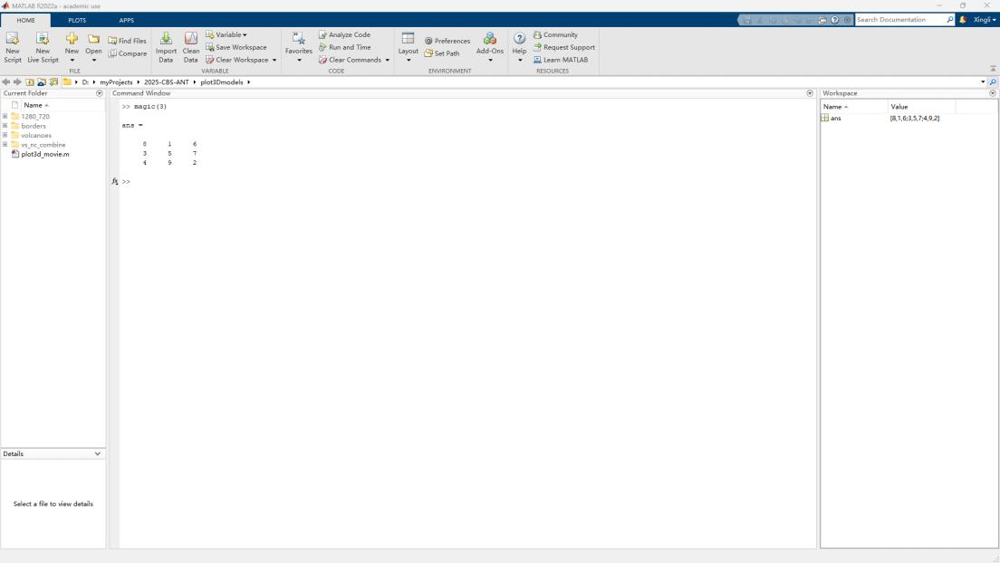 MATLAB R2022a - academic use
HOME PLOTS APPS
Search Documentation
Xingli
New Script
New Live Script
New
Open
Find Files
Compare
FILE
Import Data
Clean Data
Variable
Save Workspace
Clear Workspace
VARIABLE
Favorites
Analyze Code
Run and Time
Clear Commands
CODE
Layout
Preferences
Set Path
Add-Ons
ENVIRONMENT
Help
Community
Request Support
Learn MATLAB
RESOURCES
D: myProjects 2025-CBS-ANT plot3Dmodels
Current Folder
Name
1280_720
borders
volcanoes
vs_nc_combine
plot3d_movie.m
Details
Select a file to view details
Command Window
>> magic(3)
ans =
8 1 6
3 5 7
4 9 2
fx >>
Workspace
Name Value
ans [8,1,6;3,5,7;4,9,2]